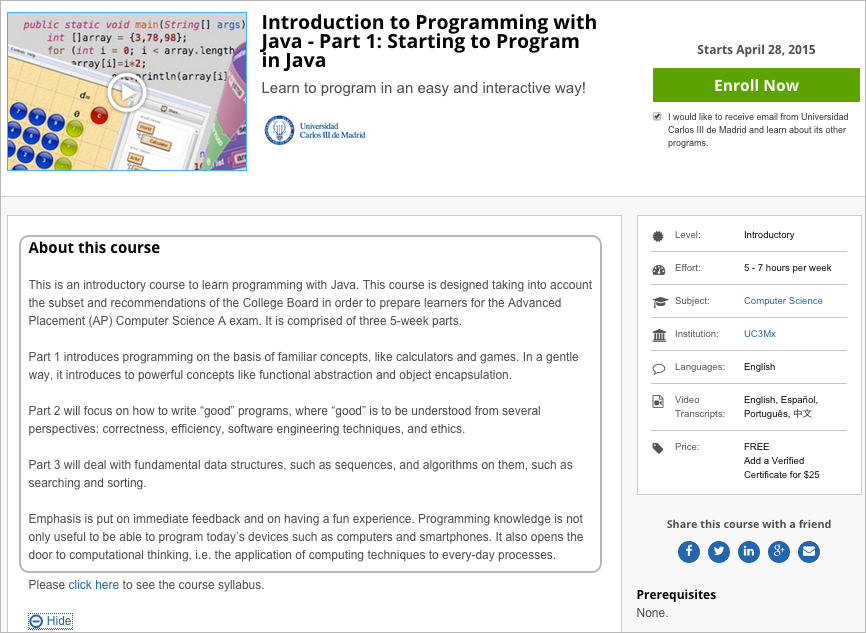 public static void main(String[] args)
int []array = {3,78,98};
for (int i = 0; i < array.length
array[i]=i*2;
println(array[i]
Introduction to Programming with
Java - Part 1: Starting to Program
in Java
Learn to program in an easy and interactive way!
Universidad
Carlos III de Madrid
Starts April 28, 2015
Enroll Now
I would like to receive email from Universidad
Carlos III de Madrid and learn about its other
programs.
About this course
This is an introductory course to learn programming with Java. This course is designed taking into account
the subset and recommendations of the College Board in order to prepare learners for the Advanced
Placement (AP) Computer Science A exam. It is comprised of three 5-week parts.
Part 1 introduces programming on the basis of familiar concepts, like calculators and games. In a gentle
way, it introduces to powerful concepts like functional abstraction and object encapsulation.
Part 2 will focus on how to write “good” programs, where “good” is to be understood from several
perspectives: correctness, efficiency, software engineering techniques, and ethics.
Part 3 will deal with fundamental data structures, such as sequences, and algorithms on them, such as
searching and sorting.
Emphasis is put on immediate feedback and on having a fun experience. Programming knowledge is not
only useful to be able to program today’s devices such as computers and smartphones. It also opens the
door to computational thinking, i.e. the application of computing techniques to every-day processes.
Please click here to see the course syllabus.
Hide
Level: Introductory
Effort: 5 - 7 hours per week
Subject: Computer Science
Institution: UC3Mx
Languages: English
Video English, Español,
Transcripts: Português, 中文
Price: FREE
Add a Verified
Certificate for $25
Share this course with a friend
Prerequisites
None.